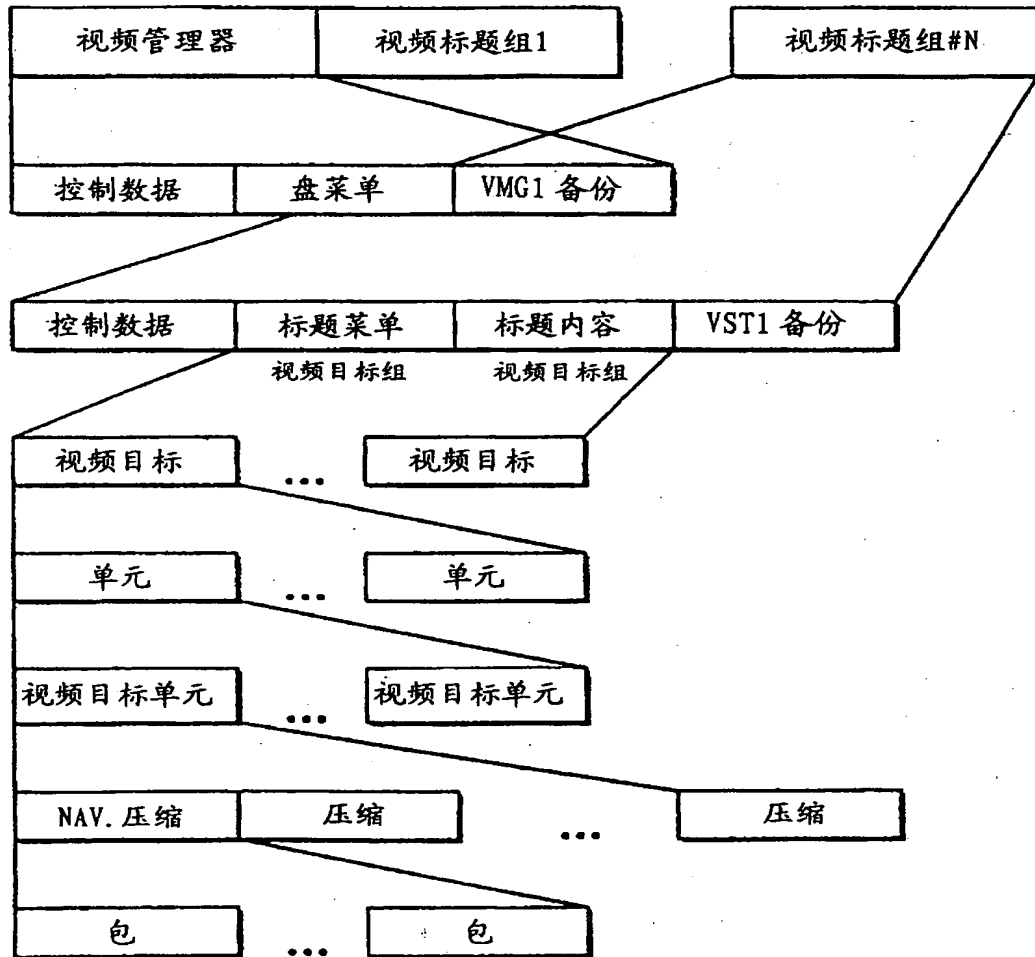 视频管理器 视频标题组1 视频标题组#N
控制数据 盘菜单 VMG1 备份
控制数据 标题菜单 标题内容 VST1 备份
视频目标组 视频目标组
视频目标 ... 视频目标
单元 ... 单元
视频目标单元 ... 视频目标单元
NAV.压缩 压缩 ... 压缩
包 ... 包